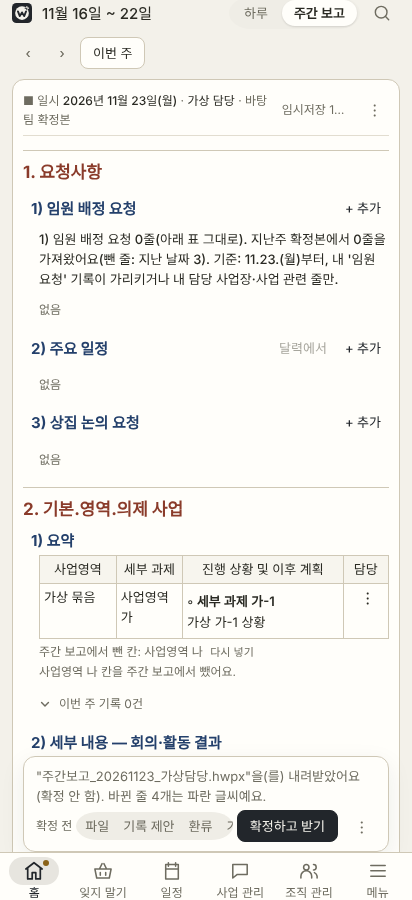 11월 16일 ~ 22일
하루
주간 보고
‹
›
이번 주
■ 일시 2026년 11월 23일(월) · 가상 담당 · 바탕
팀 확정본
임시저장 1…
⋮
1. 요청사항
1) 임원 배정 요청
+ 추가
1) 임원 배정 요청 0줄(아래 표 그대로). 지난주 확정본에서 0줄을
가져왔어요(뺀 줄: 지난 날짜 3). 기준: 11.23.(월)부터, 내 '임원
요청' 기록이 가리키거나 내 담당 사업장·사업 관련 줄만.
없음
2) 주요 일정
달력에서
+ 추가
없음
3) 상집 논의 요청
+ 추가
없음
2. 기본.영역.의제 사업
1) 요약
사업영역
세부 과제
진행 상황 및 이후 계획
담당
가상 묶음
사업영역
가
◦ 세부 과제 가-1
가상 가-1 상황
⋮
주간 보고에서 뺀 칸: 사업영역 나 다시 넣기
사업영역 나 칸을 주간 보고에서 뺐어요.
이번 주 기록 0건
2) 세부 내용 — 회의·활동 결과
"주간보고_20261123_가상담당.hwpx"을(를) 내려받았어요
(확정 안 함). 바뀐 줄 4개는 파란 글씨예요.
확정 전
파일
기록 제안
환류
확정하고 받기
⋮
홈
잊지 말기
일정
사업 관리
조직 관리
메뉴